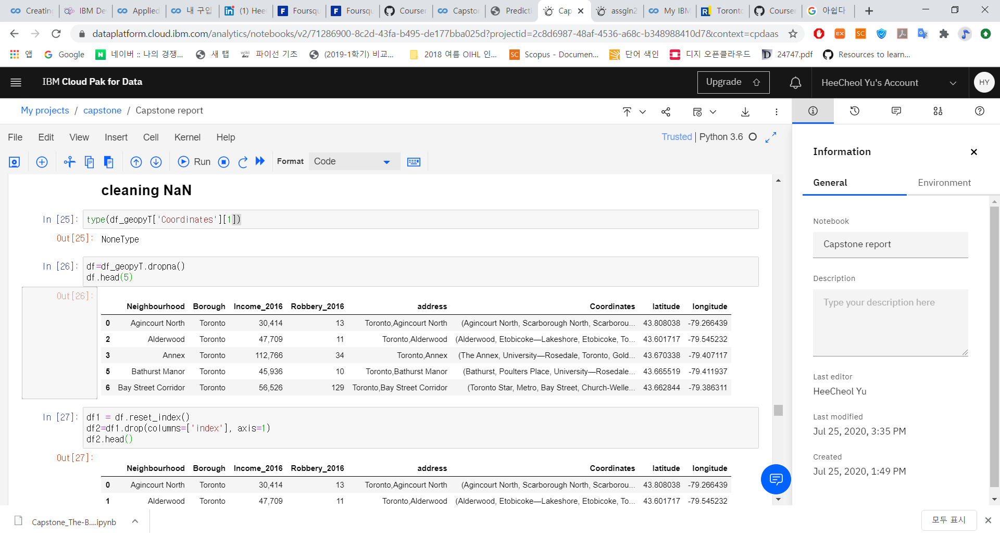 Creating
IBM De
Applied
내 구입
(1) Hee
Foursqu
Foursqu
Courser
Capstor
Predicti
Cap
assgin2
My IBM
Toronto
Courser
아쉽다
dataplatform.cloud.ibm.com/analytics/notebooks/v2/71286900-8c2d-43fa-b495-de177bba025d?projectid=2c8d6987-48af-4536-a68c-b348988410d7&context=cpdaas
앱
Google
네이버 :: 나의 경쟁...
새 탭
파이선 기초
(2019-1학기) 비교...
2018 여름 OIHL 인...
Scopus - Documen...
단어 색인
디지 오픈클라우드
24747.pdf
Resources to learn...
IBM Cloud Pak for Data
Upgrade
HeeCheol Yu's Account
HY
My projects / capstone / Capstone report
File Edit View Insert Cell Kernel Help
Trusted | Python 3.6
Run
Format
Code
cleaning NaN
In [25]: type(df_geopyT['Coordinates'][1])
Out[25]: NoneType
In [26]: df=df_geopyT.dropna()
df.head(5)
Out[26]:
Neighbourhood Borough Income_2016 Robbery_2016 address Coordinates latitude longitude
0 Agincourt North Toronto 30,414 13 Toronto,Agincourt North (Agincourt North, Scarborough North, Scarborou... 43.808038 -79.266439
2 Alderwood Toronto 47,709 11 Toronto,Alderwood (Alderwood, Etobicoke—Lakeshore, Etobicoke, To... 43.601717 -79.545232
3 Annex Toronto 112,766 34 Toronto,Annex (The Annex, University—Rosedale, Toronto, Gold... 43.670338 -79.407117
5 Bathurst Manor Toronto 45,936 10 Toronto,Bathurst Manor (Bathurst, Poulters Place, University—Rosedale... 43.665519 -79.411937
6 Bay Street Corridor Toronto 56,526 129 Toronto,Bay Street Corridor (Toronto Star, Metro, Bay Street, Church-Welle... 43.662844 -79.386311
In [27]: df1 = df.reset_index()
df2=df1.drop(columns=['index'], axis=1)
df2.head()
Out[27]:
Neighbourhood Borough Income_2016 Robbery_2016 address Coordinates latitude longitude
0 Agincourt North Toronto 30,414 13 Toronto,Agincourt North (Agincourt North, Scarborough North, Scarborou... 43.808038 -79.266439
1 Alderwood Toronto 47,709 11 Toronto,Alderwood (Alderwood, Etobicoke—Lakeshore, Etobicoke, To... 43.601717 -79.545232
Information
General
Environment
Notebook
Capstone report
Description
Type your description here
Last editor
HeeCheol Yu
Last modified
Jul 25, 2020, 3:35 PM
Created
Jul 25, 2020, 1:49 PM
Capstone_The-B....ipynb
모두 표시